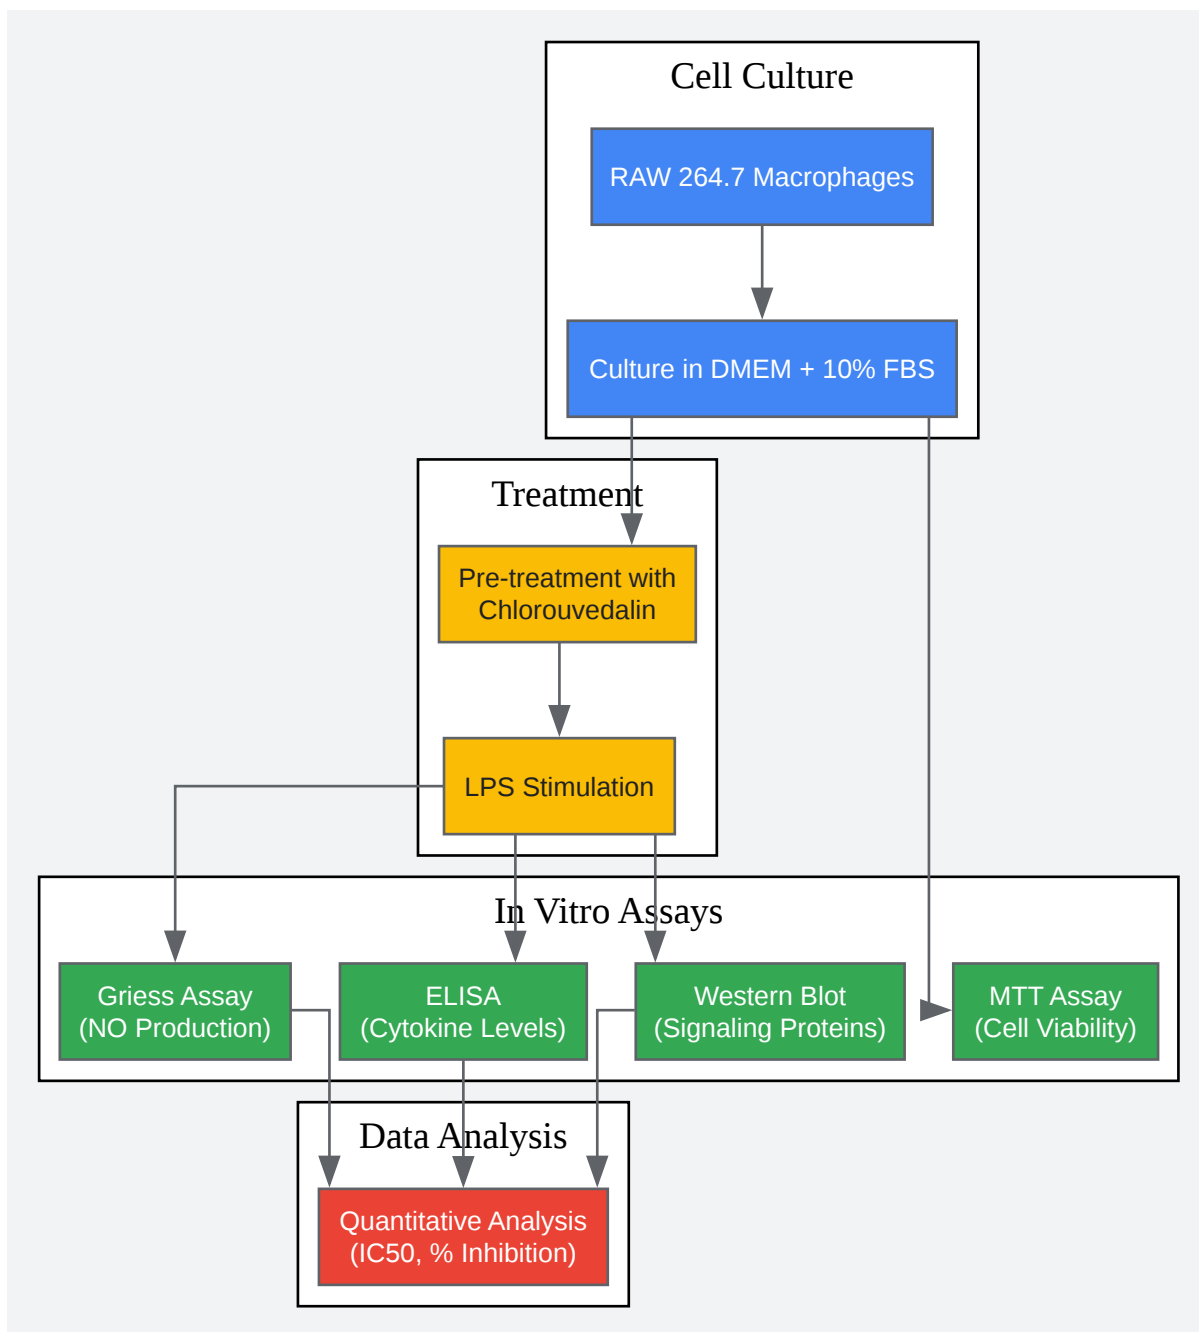 Cell Culture
RAW 264.7 Macrophages
Culture in DMEM + 10% FBS
Treatment
Pre-treatment with
Chlorouvedalin
LPS Stimulation
In Vitro Assays
Griess Assay
(NO Production)
ELISA
(Cytokine Levels)
Western Blot
(Signaling Proteins)
MTT Assay
(Cell Viability)
Data Analysis
Quantitative Analysis
(IC50, % Inhibition)